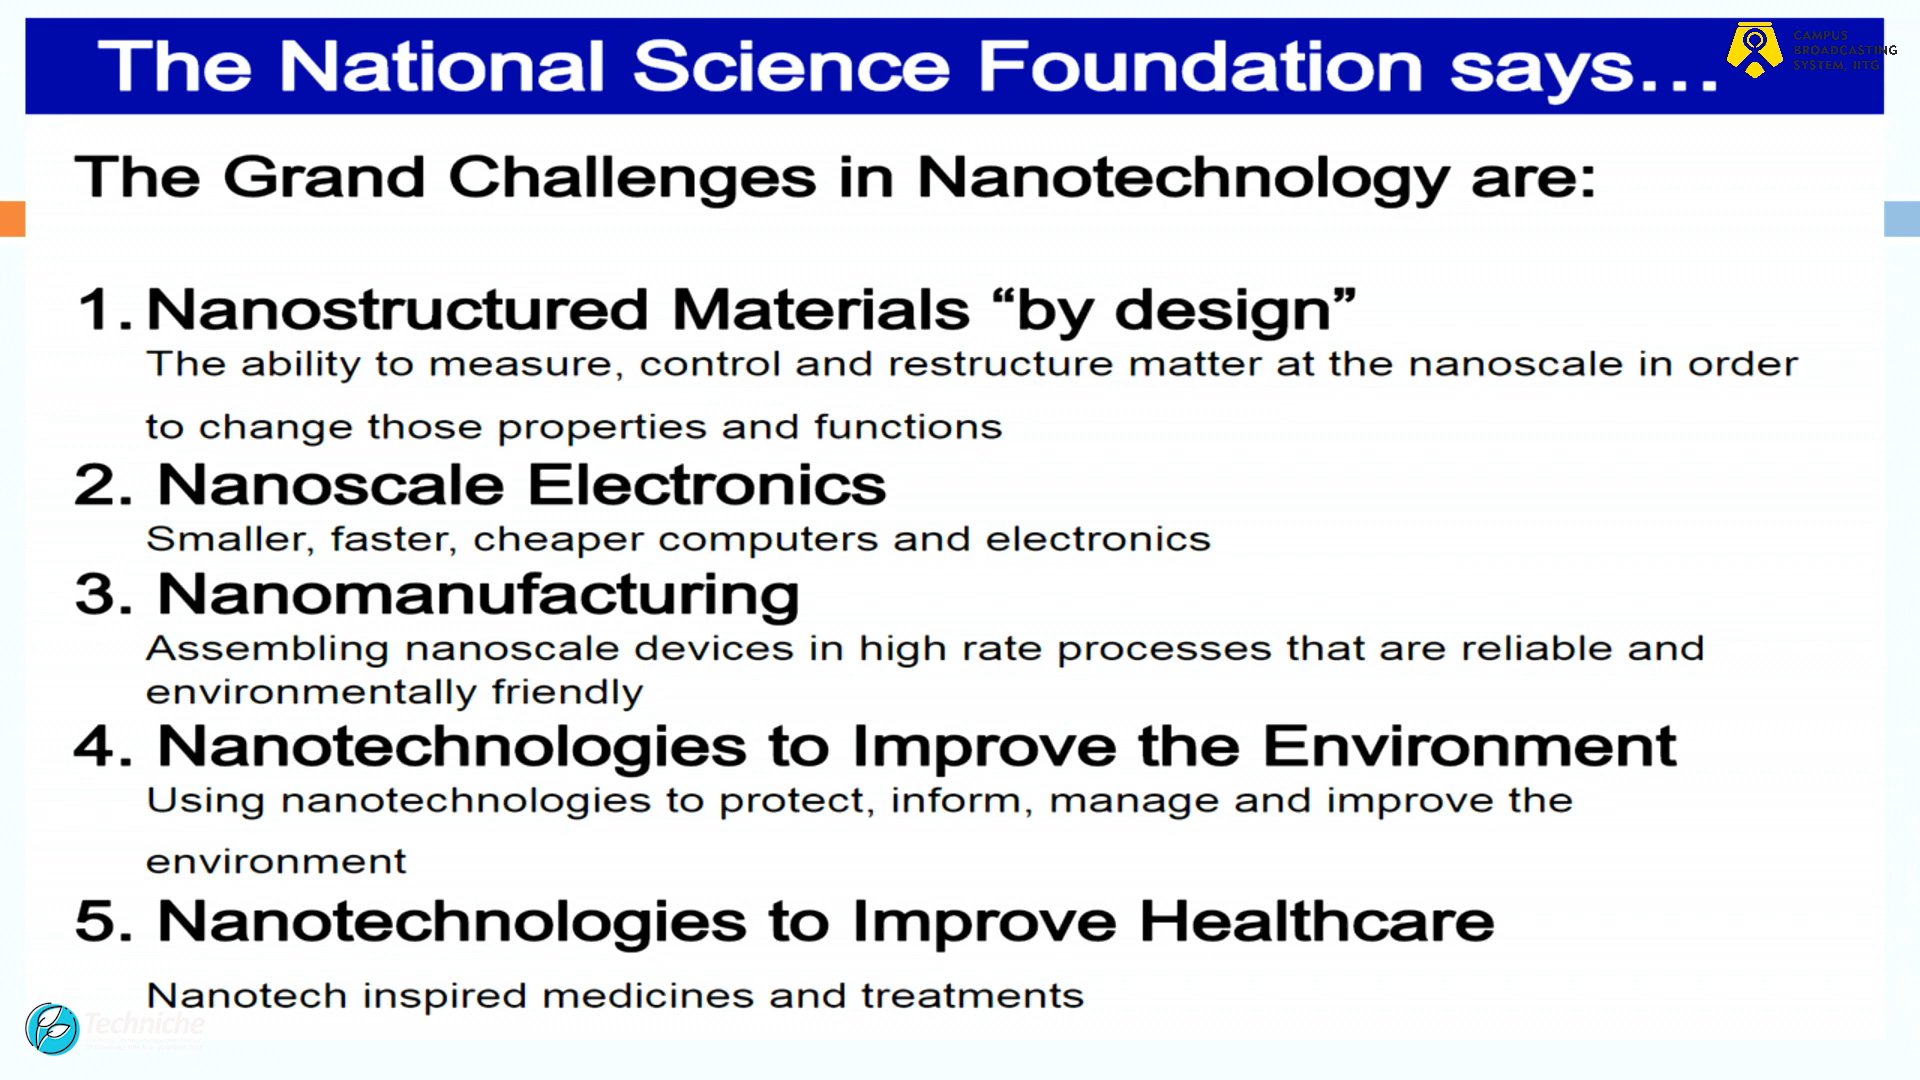 The National Science Foundation says...
CAMPUS
BROADCASTING
SYSTEM, IITG
The Grand Challenges in Nanotechnology are:
1. Nanostructured Materials “by design”
The ability to measure, control and restructure matter at the nanoscale in order
to change those properties and functions
2. Nanoscale Electronics
Smaller, faster, cheaper computers and electronics
3. Nanomanufacturing
Assembling nanoscale devices in high rate processes that are reliable and
environmentally friendly
4. Nanotechnologies to Improve the Environment
Using nanotechnologies to protect, inform, manage and improve the
environment
5. Nanotechnologies to Improve Healthcare
Nanotech inspired medicines and treatments
Techniche